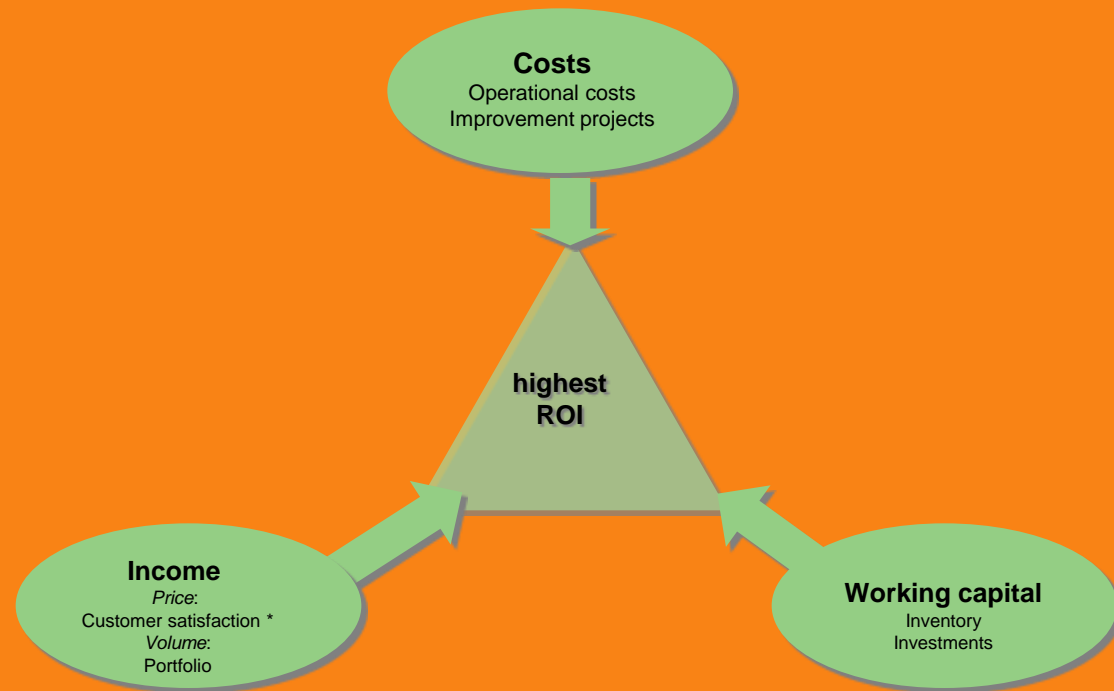 Costs
Operational costs
Improvement projects
highest
ROI
Income
Price:
Customer satisfaction *
Volume:
Portfolio
Working capital
Inventory
Investments